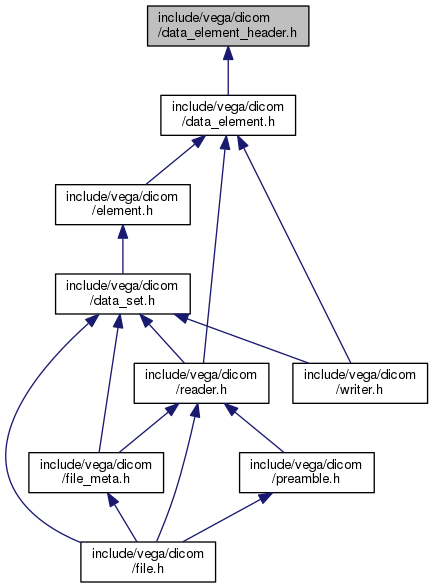 include/vega/dicom
/data_element_header.h
include/vega/dicom
/data_element.h
include/vega/dicom
/element.h
include/vega/dicom
/data_set.h
include/vega/dicom
/reader.h
include/vega/dicom
/writer.h
include/vega/dicom
/file_meta.h
include/vega/dicom
/preamble.h
include/vega/dicom
/file.h